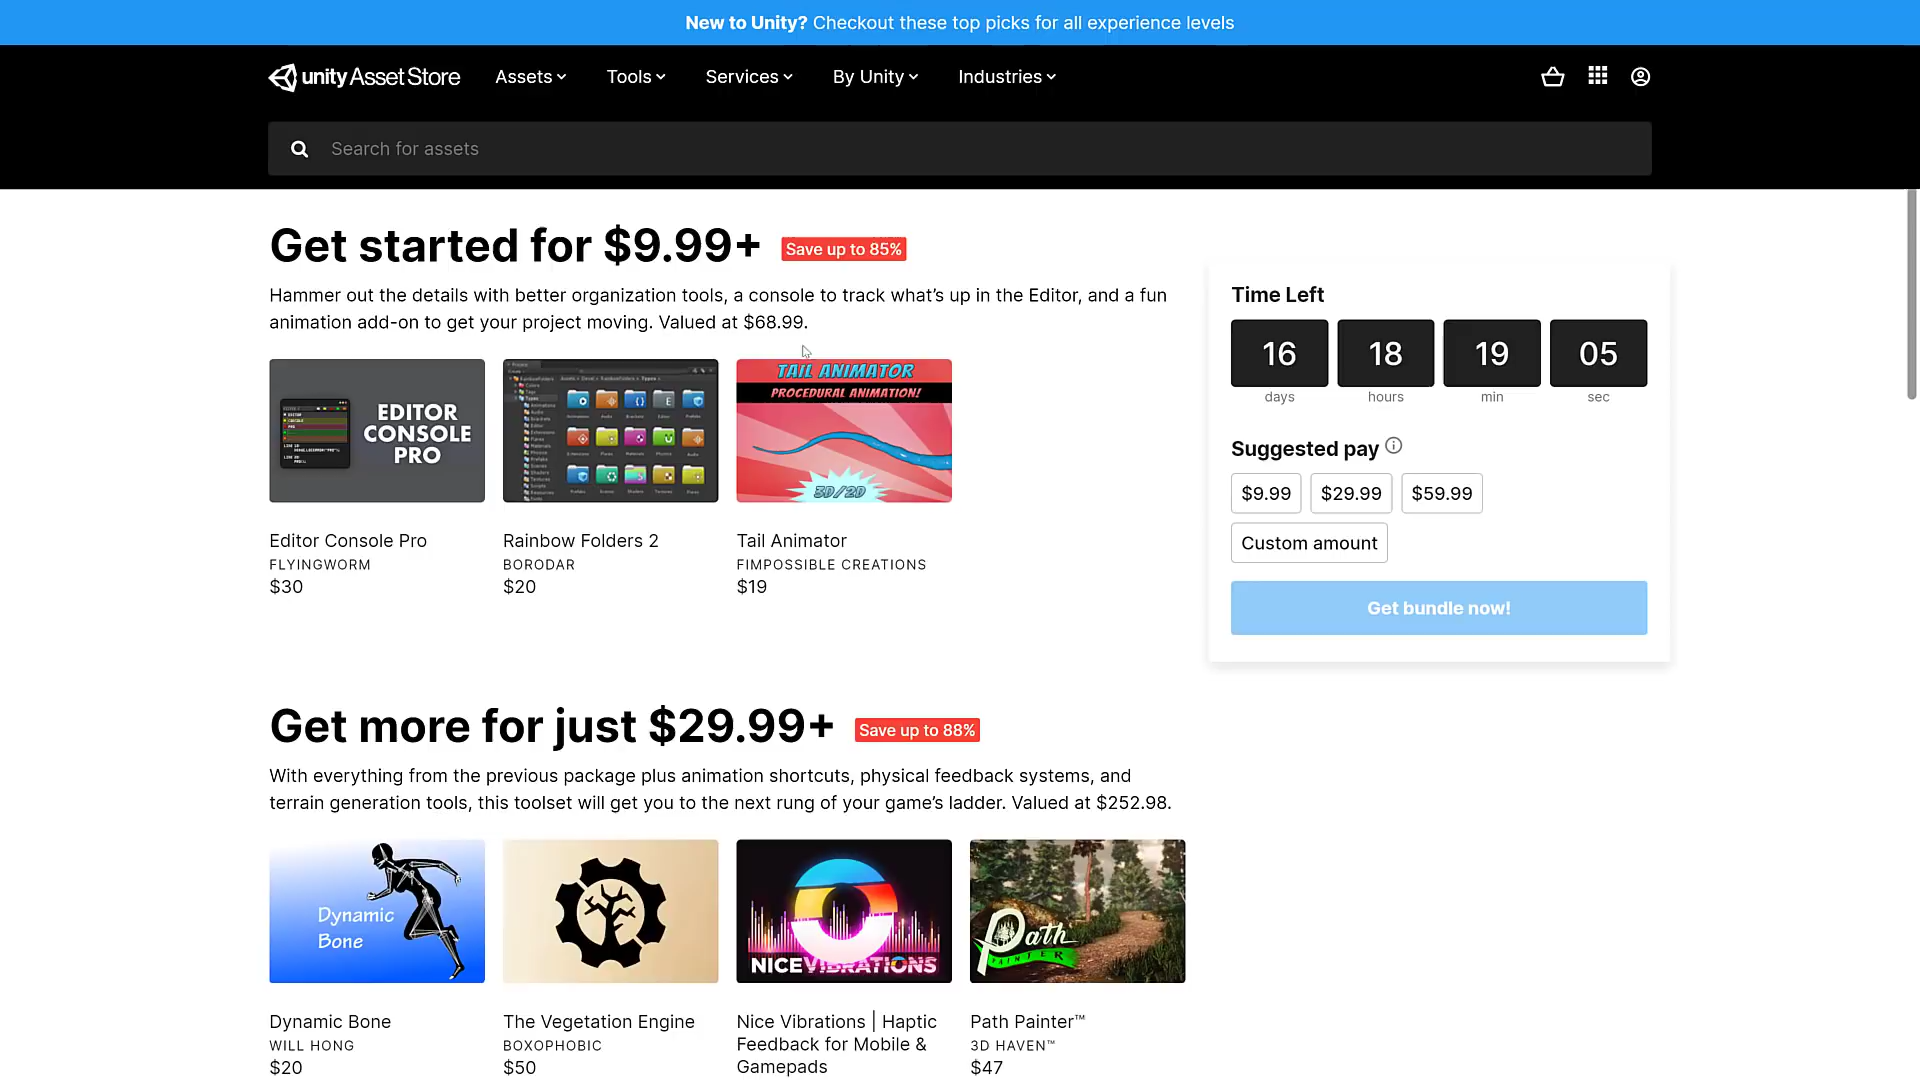 New to Unity? Checkout these top picks for all experience levels
unity Asset Store
Assets
Tools
Services
By Unity
Industries
Search for assets
Get started for $9.99+
Save up to 85%
Hammer out the details with better organization tools, a console to track what's up in the Editor, and a fun
animation add-on to get your project moving. Valued at $68.99.
EDITOR
CONSOLE
PRO
TAIL ANIMATOR
PROCEDURAL ANIMATION!
3D/2D
Editor Console Pro
FLYINGWORM
$30
Rainbow Folders 2
BORODAR
$20
Tail Animator
FIMPOSSIBLE CREATIONS
$19
Time Left
16
18
19
05
days
hours
min
sec
Suggested pay
$9.99
$29.99
$59.99
Custom amount
Get bundle now!
Get more for just $29.99+
Save up to 88%
With everything from the previous package plus animation shortcuts, physical feedback systems, and
terrain generation tools, this toolset will get you to the next rung of your game's ladder. Valued at $252.98.
Dynamic
Bone
NICEVIBRATIONS
Path
PAINTER
Dynamic Bone
WILL HONG
$20
The Vegetation Engine
BOXOPHOBIC
$50
Nice Vibrations | Haptic
Feedback for Mobile &
Gamepads
Path Painter™
3D HAVEN™
$47